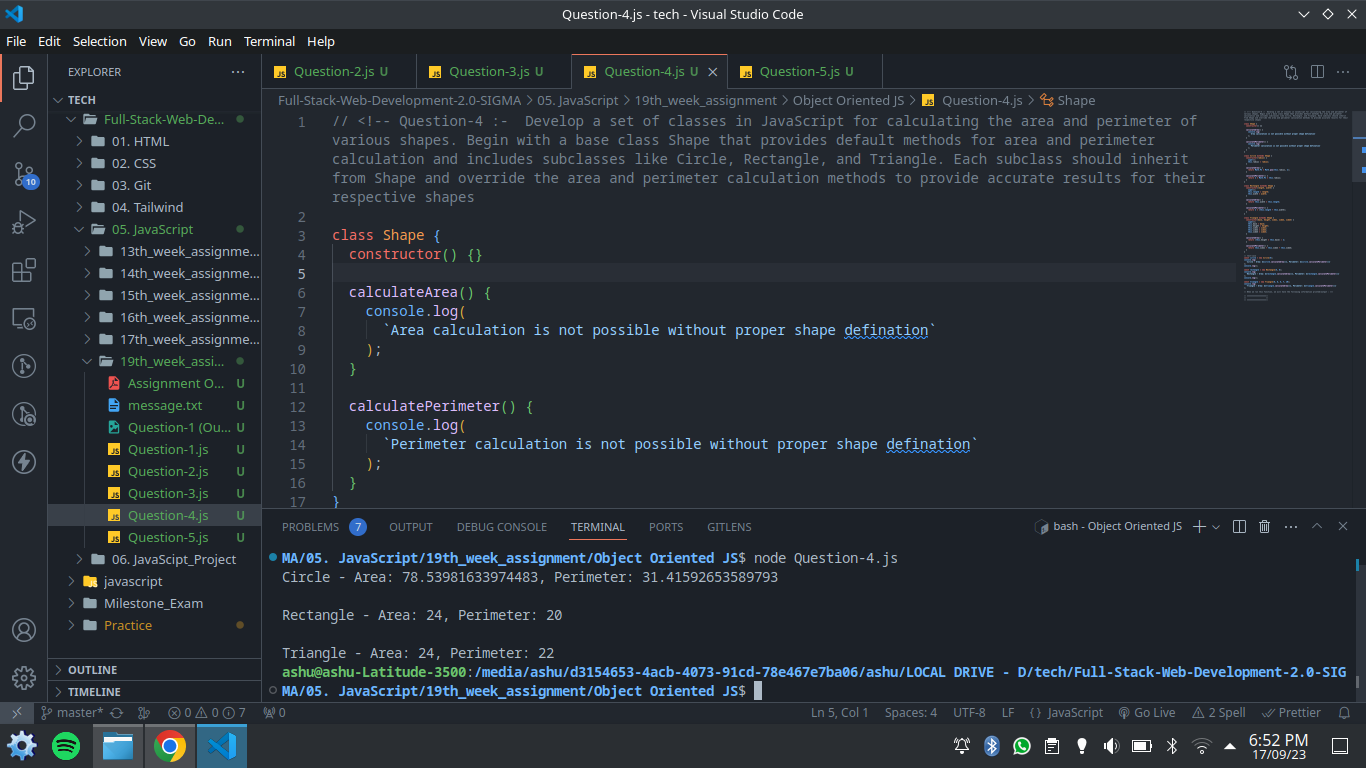 Question-4.js - tech - Visual Studio Code
File Edit Selection View Go Run Terminal Help
EXPLORER
TECH
Full-Stack-Web-De...
01. HTML
02. CSS
03. Git
04. Tailwind
05. JavaScript
13th_week_assignme...
14th_week_assignme...
15th_week_assignme...
16th_week_assignme...
17th_week_assignme...
19th_week_assi...
Assignment O... U
message.txt U
Question-1 (Ou... U
Question-1.js U
Question-2.js U
Question-3.js U
Question-4.js U
Question-5.js U
06. JavaScipt_Project
javascript
Milestone_Exam
Practice
OUTLINE
TIMELINE
10
Question-2.js U Question-3.js U Question-4.js U Question-5.js U
Full-Stack-Web-Development-2.0-SIGMA > 05. JavaScript > 19th_week_assignment > Object Oriented JS > JS Question-4.js > Shape
1 // <!-- Question-4 :-  Develop a set of classes in JavaScript for calculating the area and perimeter of
various shapes. Begin with a base class Shape that provides default methods for area and perimeter
calculation and includes subclasses like Circle, Rectangle, and Triangle. Each subclass should inherit
from Shape and override the area and perimeter calculation methods to provide accurate results for their
respective shapes
2
3 class Shape {
4 constructor() {}
5
6 calculateArea() {
7 console.log(
8 `Area calculation is not possible without proper shape defination`
9 );
10 }
11
12 calculatePerimeter() {
13 console.log(
14 `Perimeter calculation is not possible without proper shape defination`
15 );
16 }
17 }
PROBLEMS 7 OUTPUT DEBUG CONSOLE TERMINAL PORTS GITLENS bash - Object Oriented JS
MA/05. JavaScript/19th_week_assignment/Object Oriented JS$ node Question-4.js
Circle - Area: 78.53981633974483, Perimeter: 31.41592653589793
Rectangle - Area: 24, Perimeter: 20
Triangle - Area: 24, Perimeter: 22
ashu@ashu-Latitude-3500:/media/ashu/d3154653-4acb-4073-91cd-78e467e7ba06/ashu/LOCAL DRIVE - D/tech/Full-Stack-Web-Development-2.0-SIG
MA/05. JavaScript/19th_week_assignment/Object Oriented JS$
master* 0 0 7 0 Ln 5, Col 1 Spaces: 4 UTF-8 LF {} JavaScript Go Live 2 Spell Prettier
6:52 PM
17/09/23